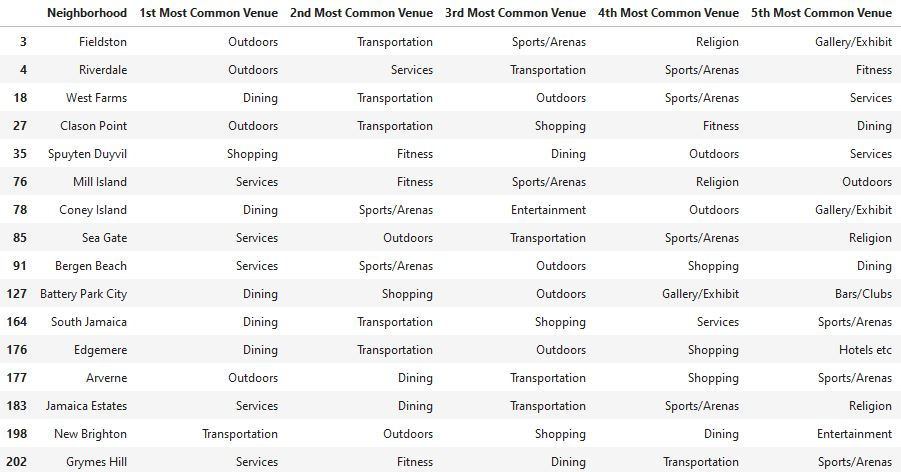 Neighborhood 1st Most Common Venue 2nd Most Common Venue 3rd Most Common Venue 4th Most Common Venue 5th Most Common Venue
3 Fieldston Outdoors Transportation Sports/Arenas Religion Gallery/Exhibit
4 Riverdale Outdoors Services Transportation Sports/Arenas Fitness
18 West Farms Dining Transportation Outdoors Sports/Arenas Services
27 Clason Point Outdoors Transportation Shopping Fitness Dining
35 Spuyten Duyvil Shopping Fitness Dining Outdoors Services
76 Mill Island Services Fitness Sports/Arenas Religion Outdoors
78 Coney Island Dining Sports/Arenas Entertainment Outdoors Gallery/Exhibit
85 Sea Gate Services Outdoors Transportation Sports/Arenas Religion
91 Bergen Beach Services Sports/Arenas Outdoors Shopping Dining
127 Battery Park City Dining Shopping Outdoors Gallery/Exhibit Bars/Clubs
164 South Jamaica Dining Transportation Shopping Services Sports/Arenas
176 Edgemere Dining Transportation Outdoors Shopping Hotels etc
177 Arverne Outdoors Dining Transportation Shopping Sports/Arenas
183 Jamaica Estates Services Dining Transportation Sports/Arenas Religion
198 New Brighton Transportation Outdoors Shopping Dining Entertainment
202 Grymes Hill Services Fitness Dining Transportation Sports/Arenas